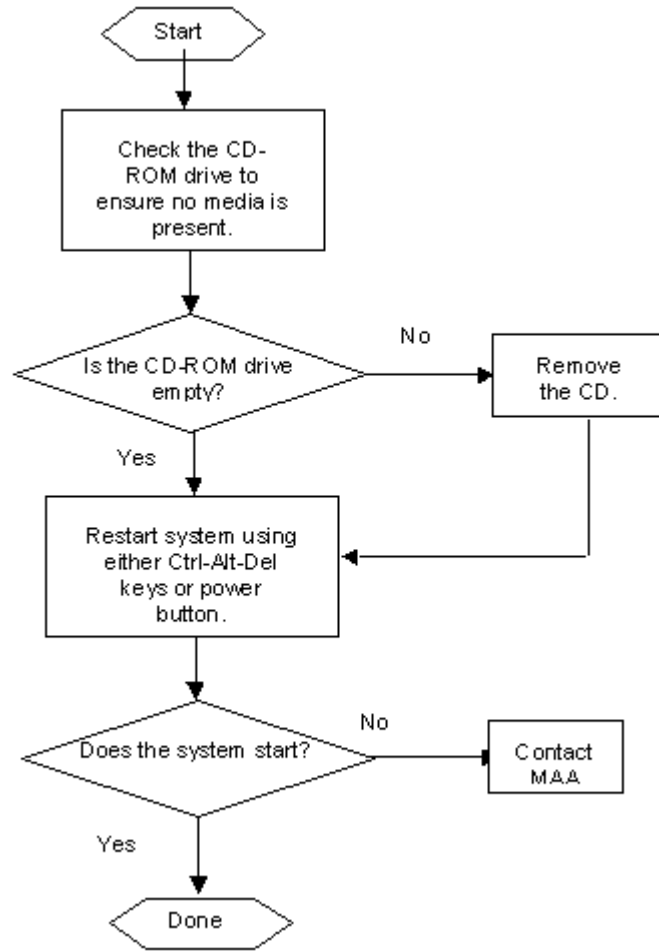 Start
Check the CD-
ROM drive to
ensure no media is
present.
Is the CD-ROM drive
empty?
No
Remove
the CD.
Yes
Restart system using
either Ctrl-Alt-Del
keys or power
button.
Does the system start?
No
Contact
MAA
Yes
Done